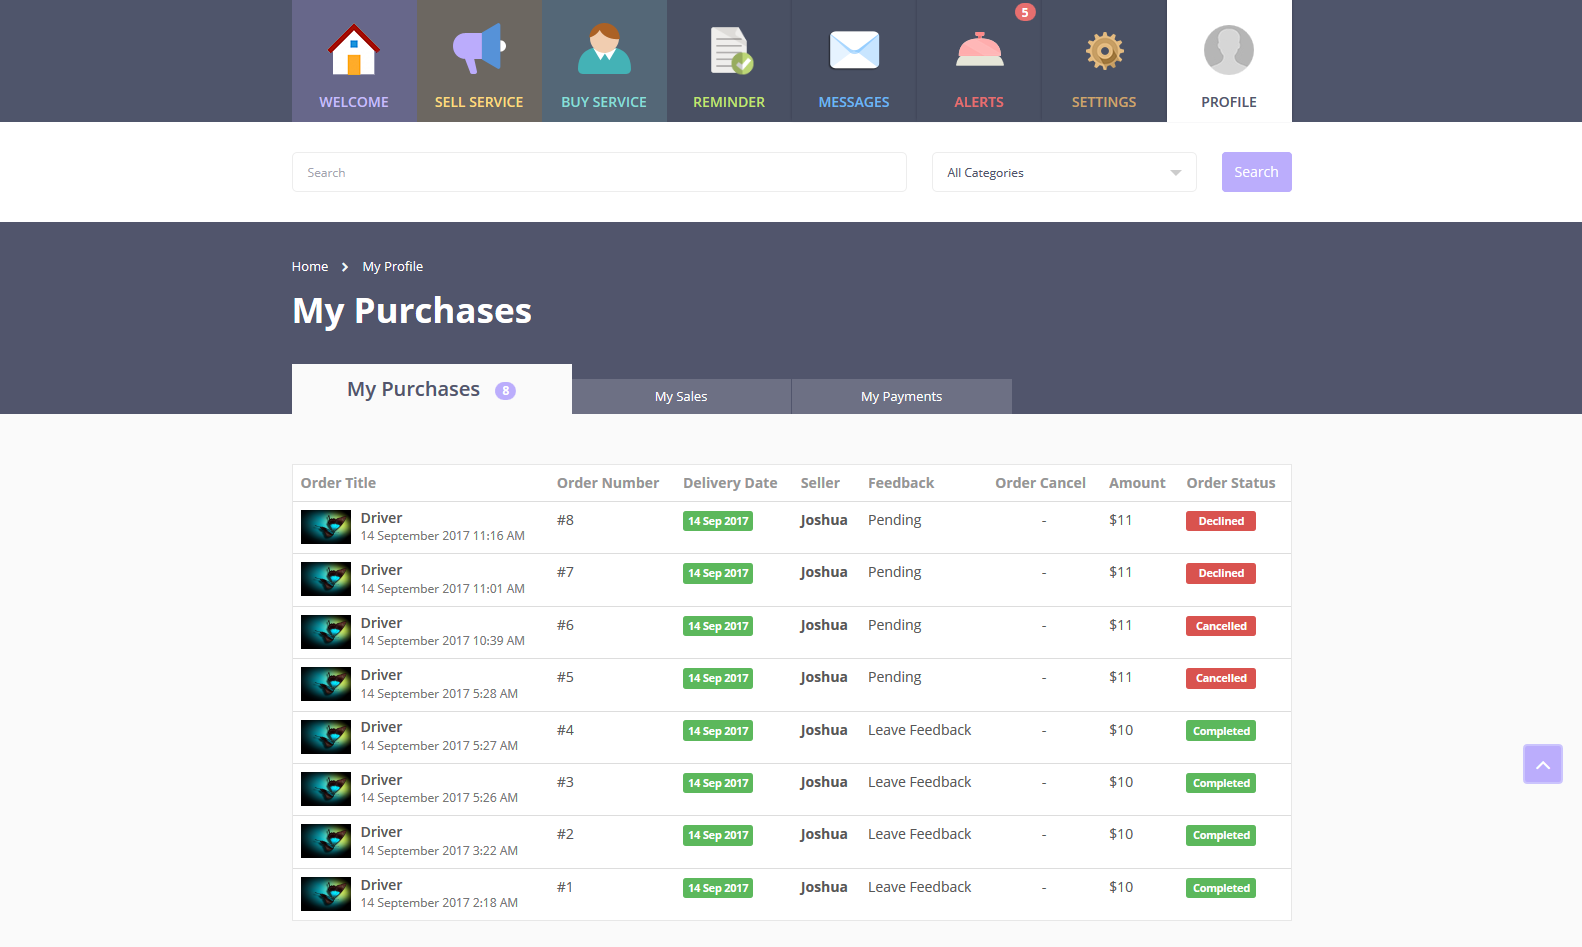 5
WELCOME SELL SERVICE BUY SERVICE REMINDER MESSAGES ALERTS SETTINGS PROFILE
Search All Categories Search
Home My Profile
My Purchases
My Purchases 8 My Sales My Payments
Order Title Order Number Delivery Date Seller Feedback Order Cancel Amount Order Status
Driver #8 14 Sep 2017 Joshua Pending - $11 Declined
14 September 2017 11:16 AM
Driver #7 14 Sep 2017 Joshua Pending - $11 Declined
14 September 2017 11:01 AM
Driver #6 14 Sep 2017 Joshua Pending - $11 Cancelled
14 September 2017 10:39 AM
Driver #5 14 Sep 2017 Joshua Pending - $11 Cancelled
14 September 2017 5:28 AM
Driver #4 14 Sep 2017 Joshua Leave Feedback - $10 Completed
14 September 2017 5:27 AM
Driver #3 14 Sep 2017 Joshua Leave Feedback - $10 Completed
14 September 2017 5:26 AM
Driver #2 14 Sep 2017 Joshua Leave Feedback - $10 Completed
14 September 2017 3:22 AM
Driver #1 14 Sep 2017 Joshua Leave Feedback - $10 Completed
14 September 2017 2:18 AM